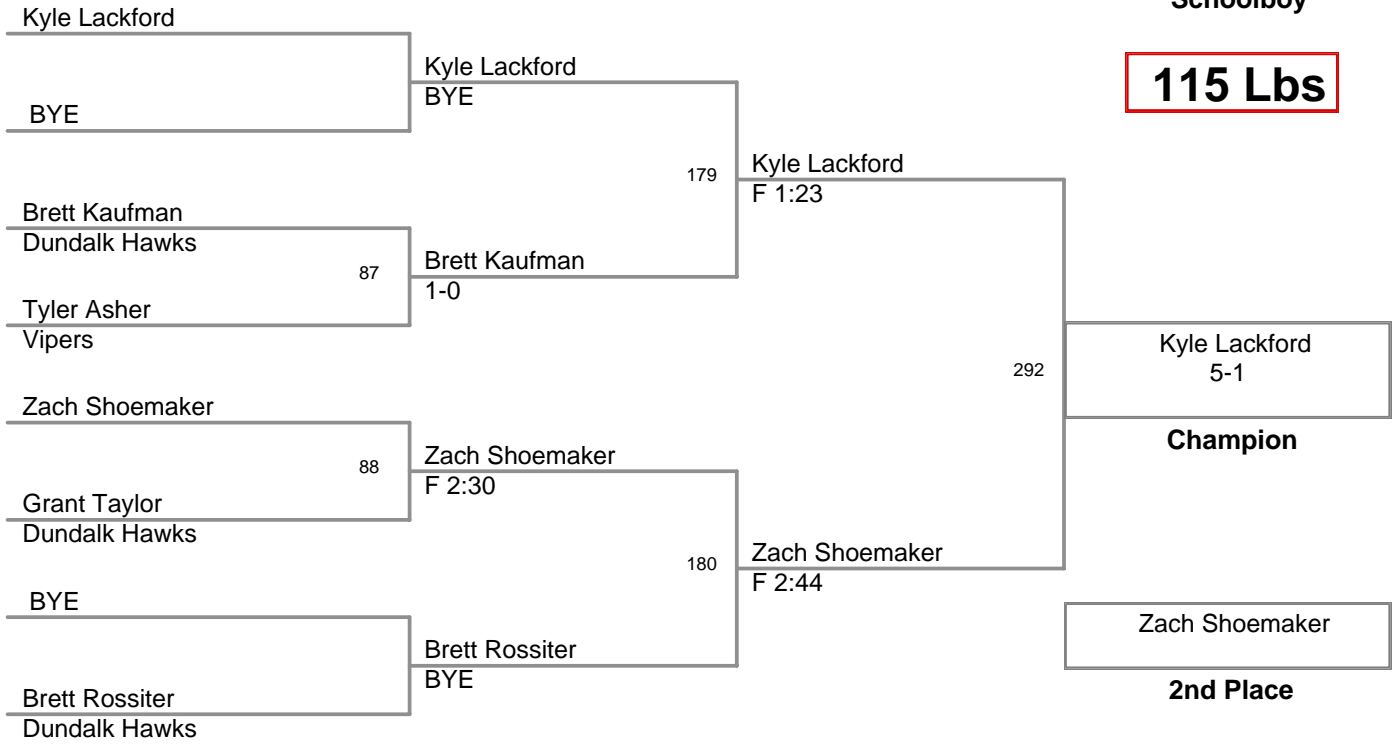 Schoolboy
115 Lbs
Kyle Lackford
BYE
Brett Kaufman
Dundalk Hawks
Tyler Asher
Vipers
Zach Shoemaker
Grant Taylor
Dundalk Hawks
BYE
Brett Rossiter
Dundalk Hawks
Kyle Lackford
BYE
87
Brett Kaufman
1-0
88
Zach Shoemaker
F 2:30
Brett Rossiter
BYE
179
Kyle Lackford
F 1:23
180
Zach Shoemaker
F 2:44
292
Kyle Lackford
5-1
Champion
Zach Shoemaker
2nd Place